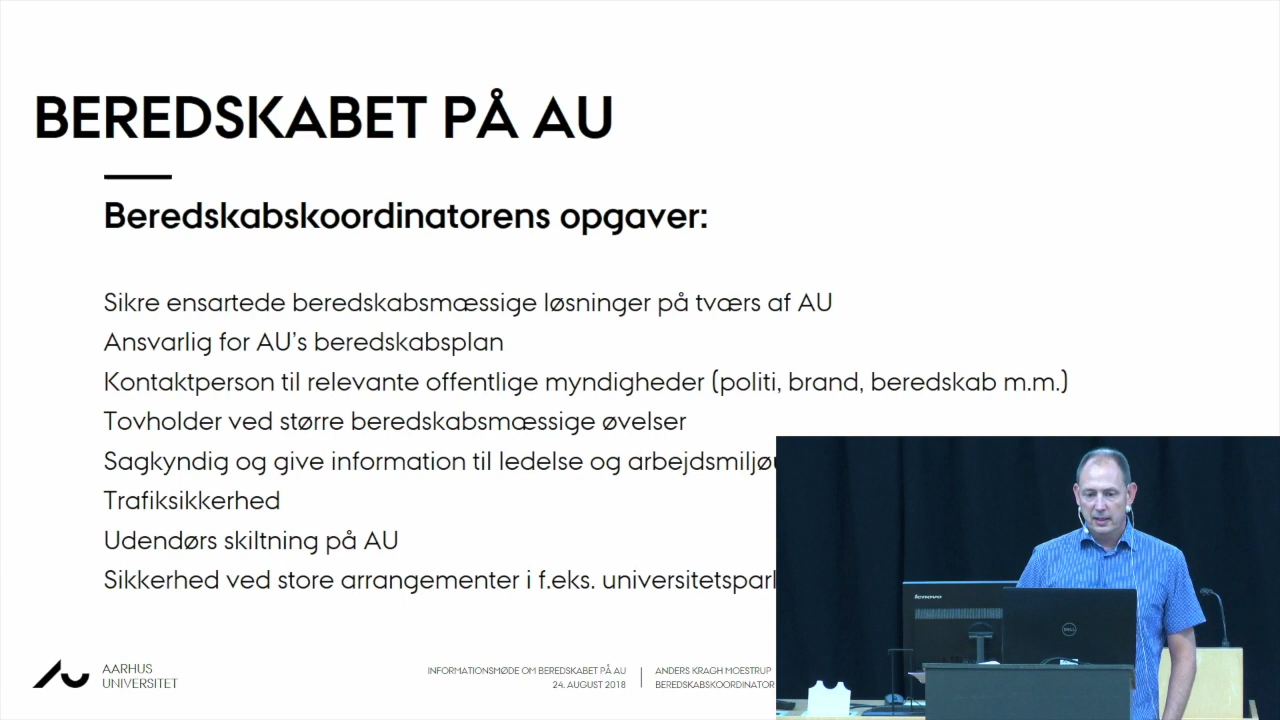 BEREDSKABET PÅ AU
Beredskabskoordinatorens opgaver:
Sikre ensartede beredskabsmæssige løsninger på tværs af AU
Ansvarlig for AU's beredskabsplan
Kontaktperson til relevante offentlige myndigheder (politi, brand, beredskab m.m.)
Tovholder ved større beredskabsmæssige øvelser
Sagkyndig og give information til ledelse og
Trafiksikkerhed
Udendørs skiltning på AU
Sikkerhed ved store arrangementer i f.eks.
AARHUS
UNIVERSITET
INFORMATIONSMØDE OM BEREDSKABET PÅ AU
24. AUGUST 2018
ANDERS KRAGH MOESTRUP
BEREDSKABSKOORDINATOR
lenovo
DELL